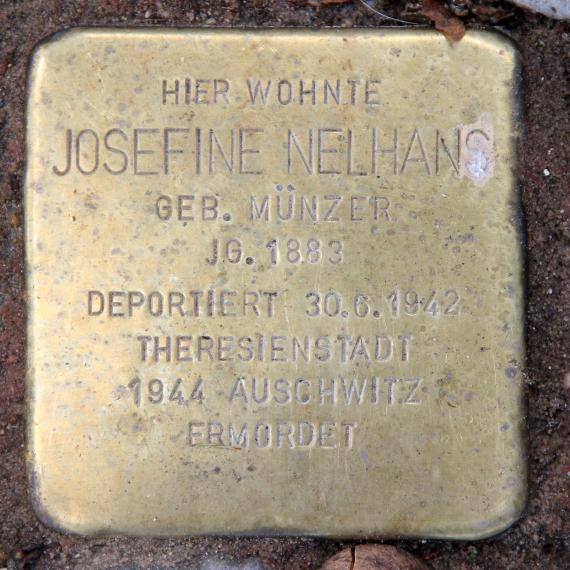 HIER WOHNTE
JOSEFINE NELHANS
GEB. MÜNZER
JG. 1883
DEPORTIERT 30.6.1942
THERESIENSTADT
1944 AUSCHWITZ
ERMORDET